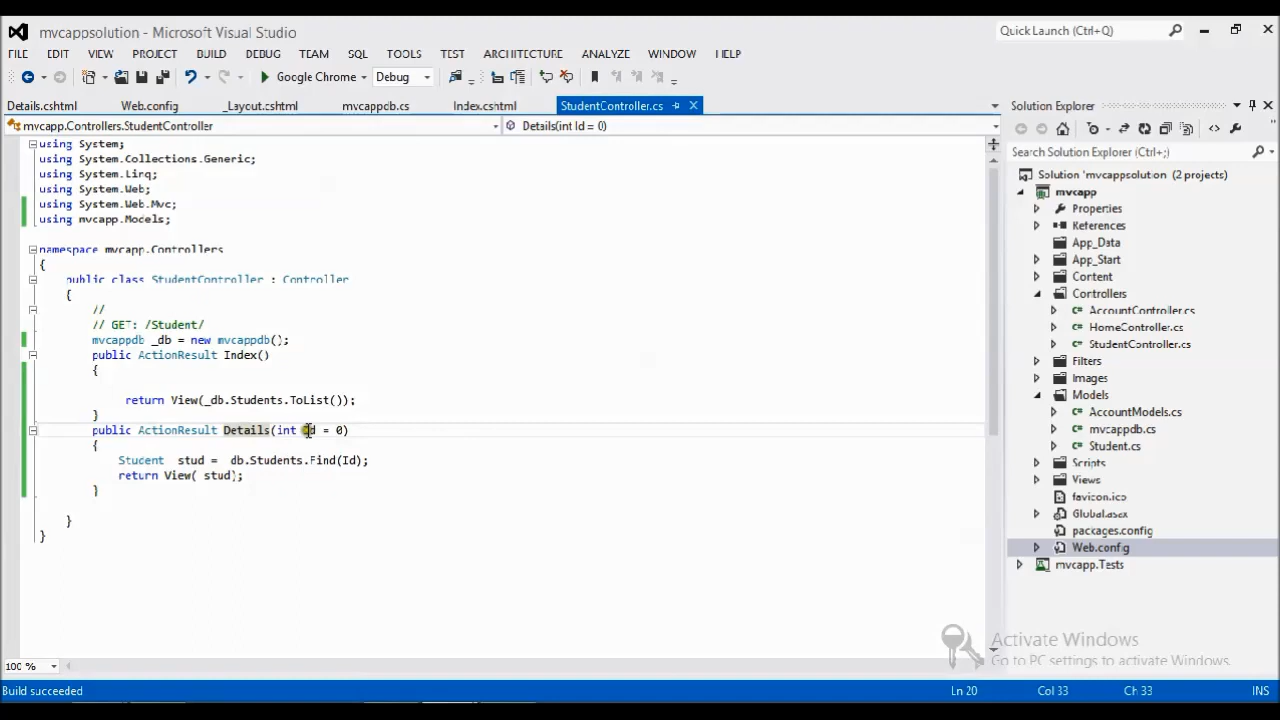 mvcappsolution - Microsoft Visual Studio
Quick Launch (Ctrl+Q)
FILE EDIT VIEW PROJECT BUILD DEBUG TEAM SQL TOOLS TEST ARCHITECTURE ANALYZE WINDOW HELP
Google Chrome Debug
Details.cshtml Web.config _Layout.cshtml mvcappdb.cs Index.cshtml StudentController.cs
mvcapp.Controllers.StudentController Details(int Id = 0)
using System;
using System.Collections.Generic;
using System.Linq;
using System.Web;
using System.Web.Mvc;
using mvcapp.Models;
namespace mvcapp.Controllers
{
public class StudentController : Controller
{
//
// GET: /Student/
mvcappdb _db = new mvcappdb();
public ActionResult Index()
{
return View(_db.Students.ToList());
}
public ActionResult Details(int Id = 0)
{
Student stud = db.Students.Find(Id);
return View( stud);
}
}
}
100 %
Solution Explorer
Search Solution Explorer (Ctrl+;)
Solution 'mvcappsolution' (2 projects)
mvcapp
Properties
References
App_Data
App_Start
Content
Controllers
AccountController.cs
HomeController.cs
StudentController.cs
Filters
Images
Models
AccountModels.cs
mvcappdb.cs
Student.cs
Scripts
Views
favicon.ico
Global.asax
packages.config
Web.config
mvcapp.Tests
Activate Windows
Go to PC settings to activate Windows.
Build succeeded Ln 20 Col 33 Ch 33 INS